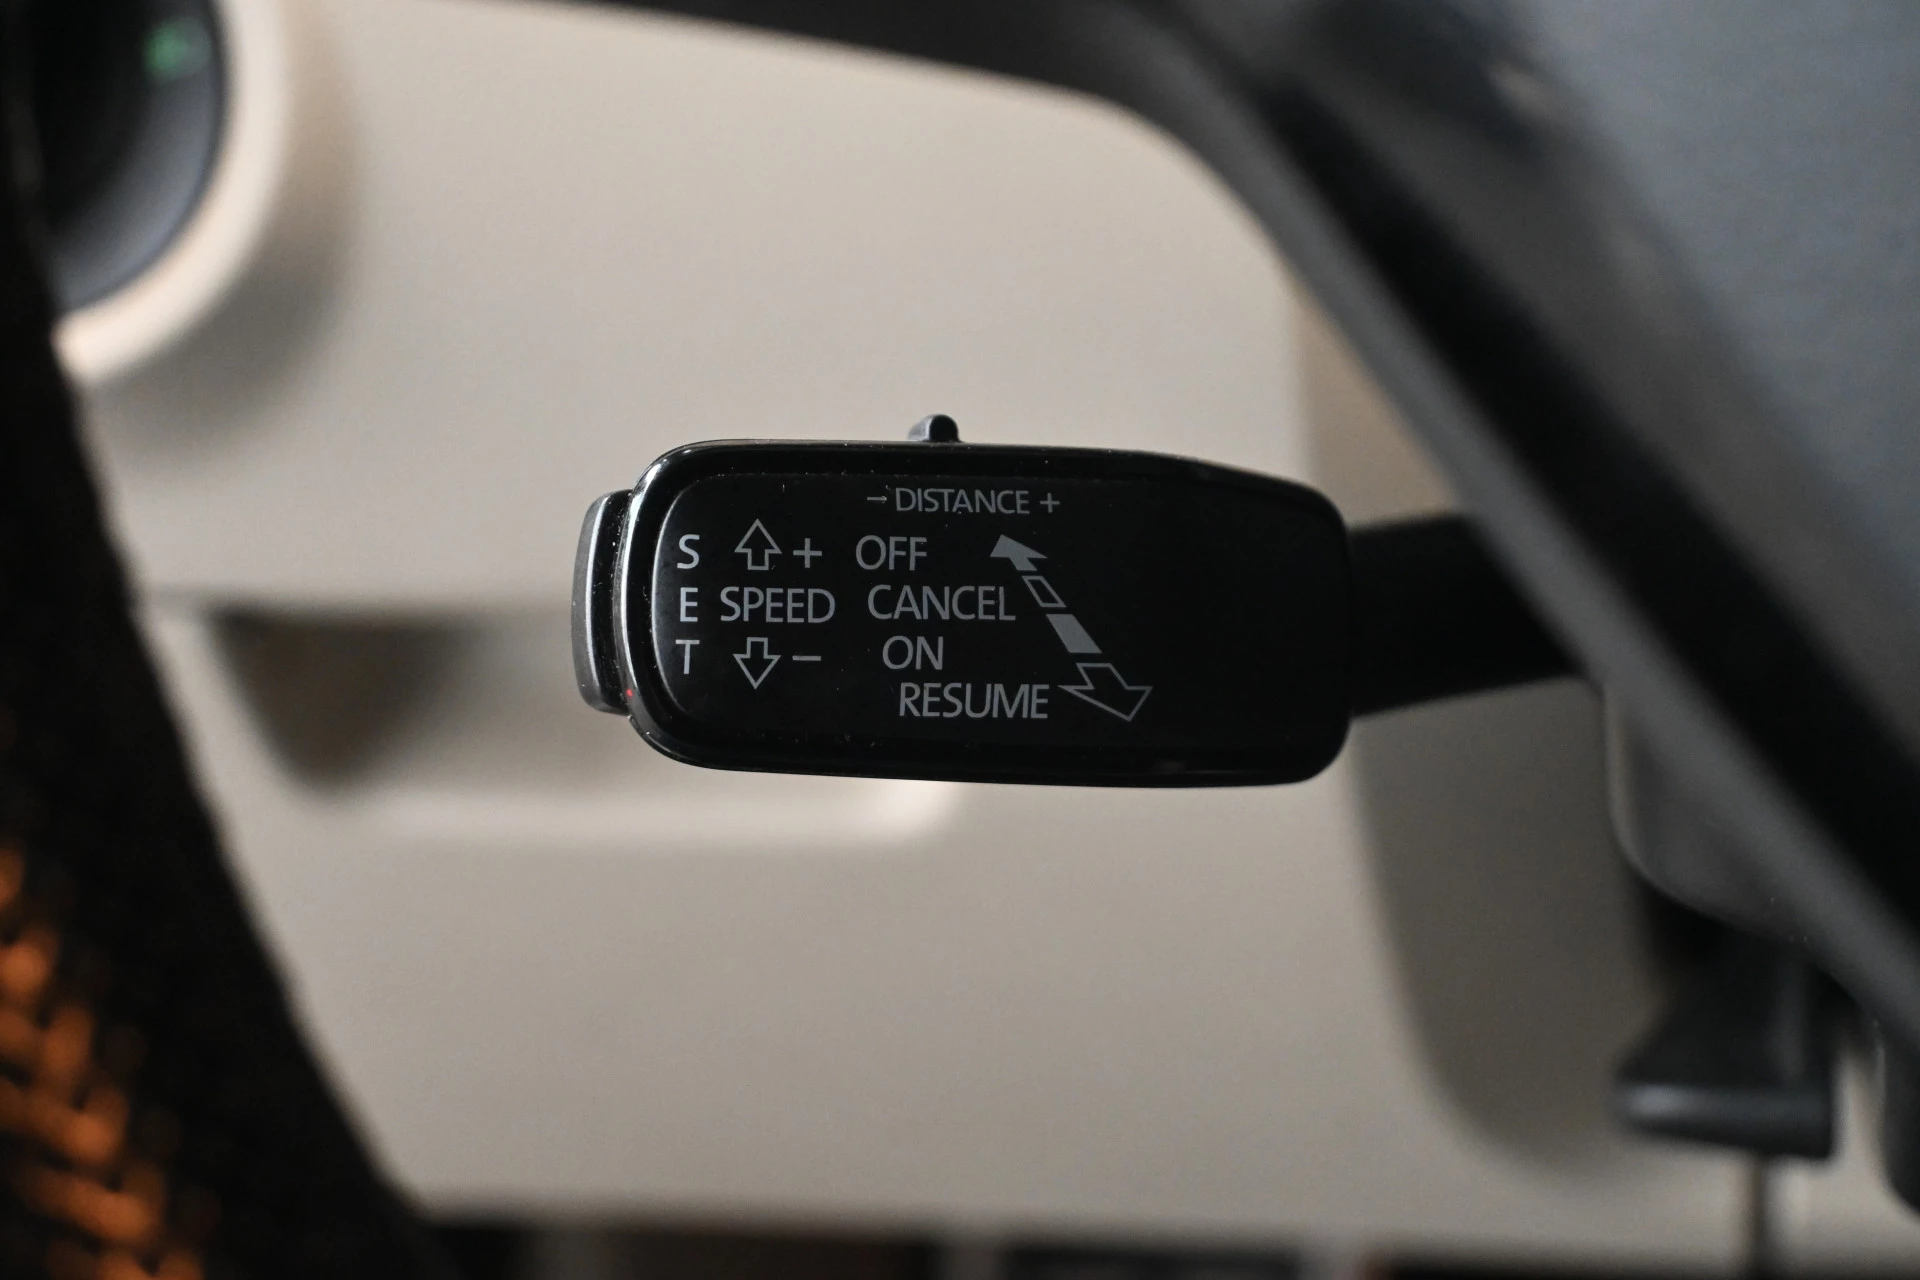 – DISTANCE +
S + OFF
E SPEED CANCEL
T – ON
RESUME